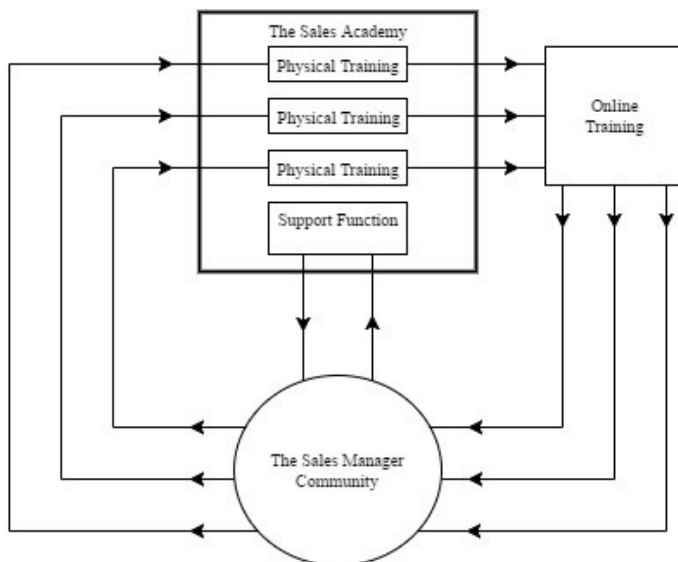 The Sales Academy
Physical Training
Physical Training
Physical Training
Support Function
Online
Training
The Sales Manager
Community